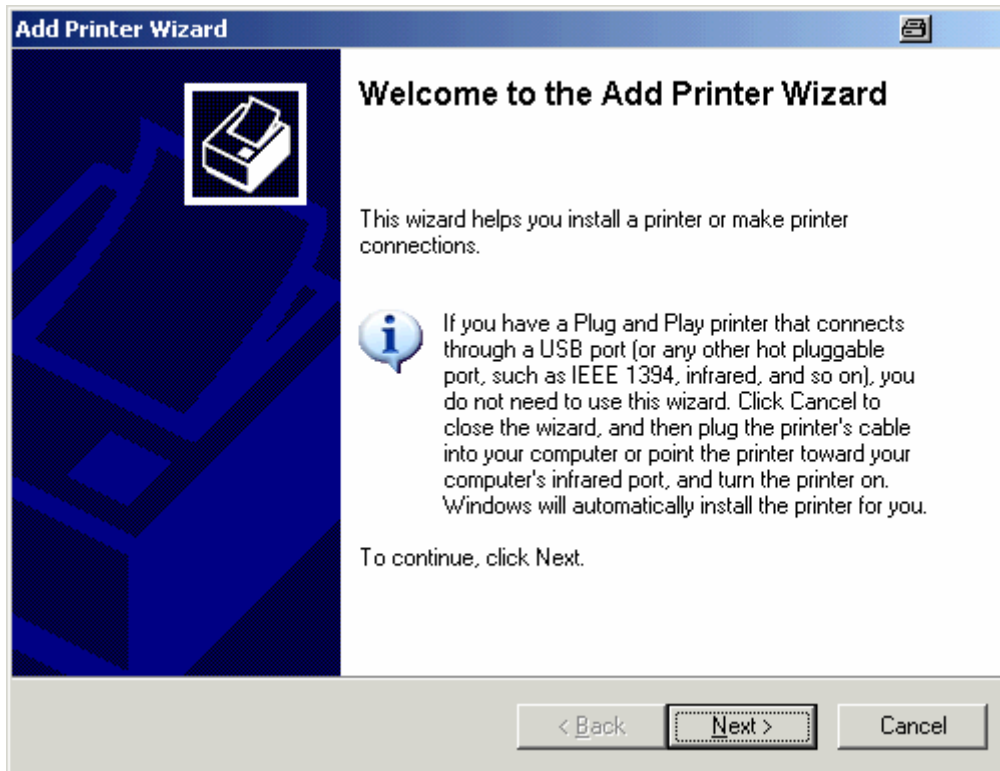 Add Printer Wizard
Welcome to the Add Printer Wizard
This wizard helps you install a printer or make printer
connections.
If you have a Plug and Play printer that connects
through a USB port (or any other hot pluggable
port, such as IEEE 1394, infrared, and so on), you
do not need to use this wizard. Click Cancel to
close the wizard, and then plug the printer's cable
into your computer or point the printer toward your
computer's infrared port, and turn the printer on.
Windows will automatically install the printer for you.
To continue, click Next.
< Back
Next >
Cancel